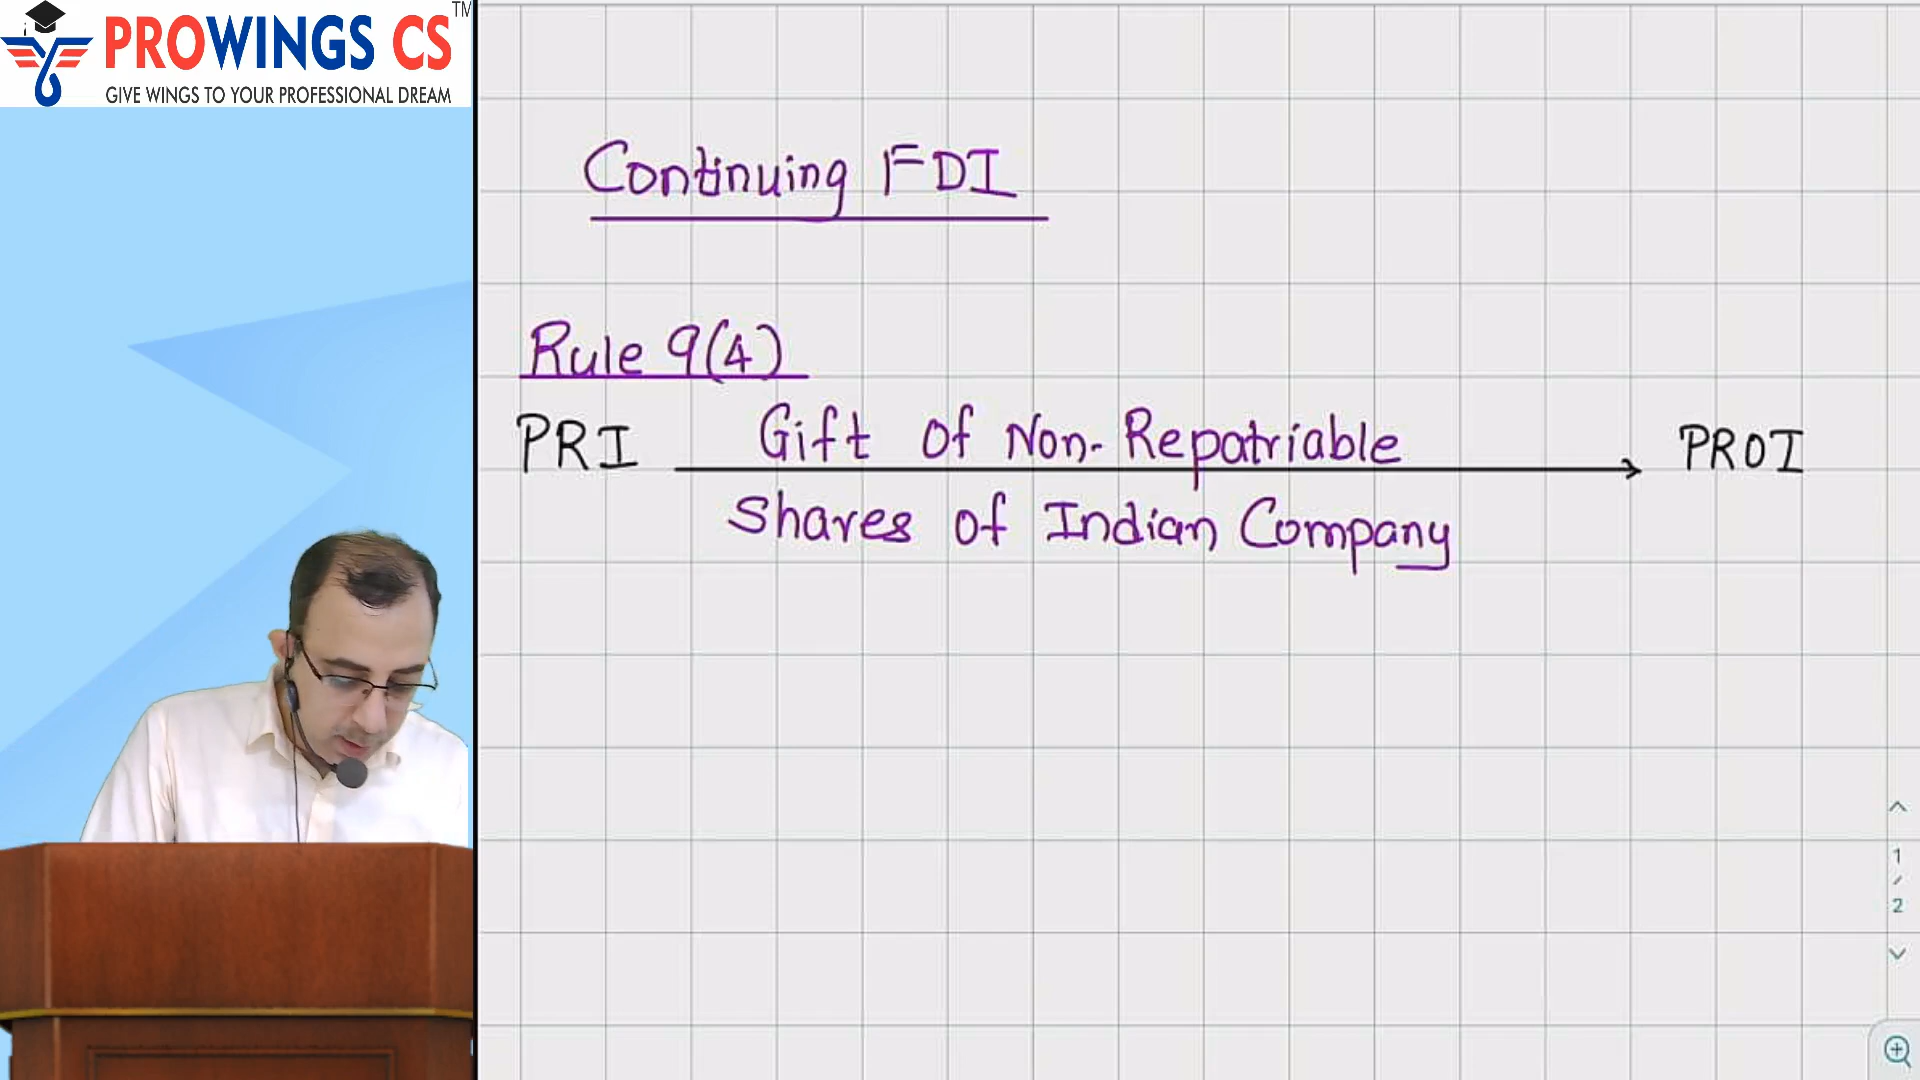 PROWINGS CS TM
GIVE WINGS TO YOUR PROFESSIONAL DREAM
Continuing FDI
Rule 9(4)
PRI Gift of Non-Repatriable PROI
Shares of Indian Company
1
/
2